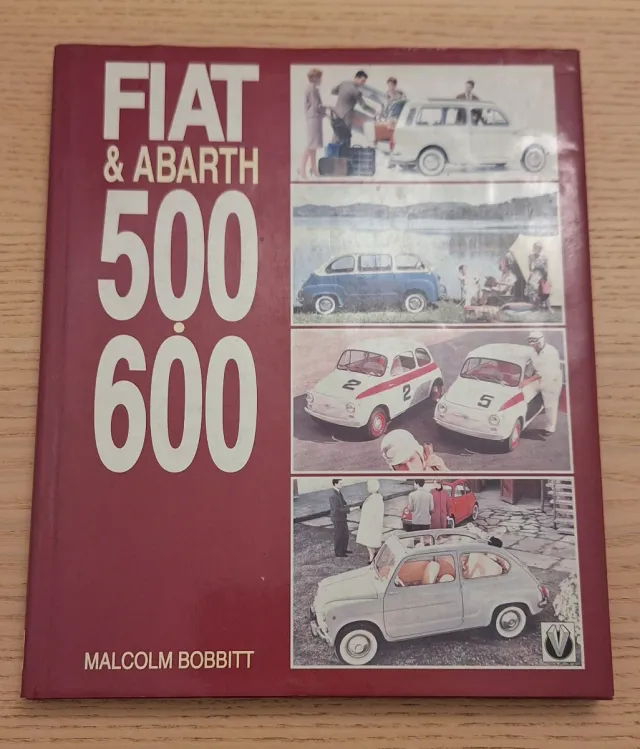 FIAT
& ABARTH
500
600
MALCOLM BOBBITT
2
2
5
V